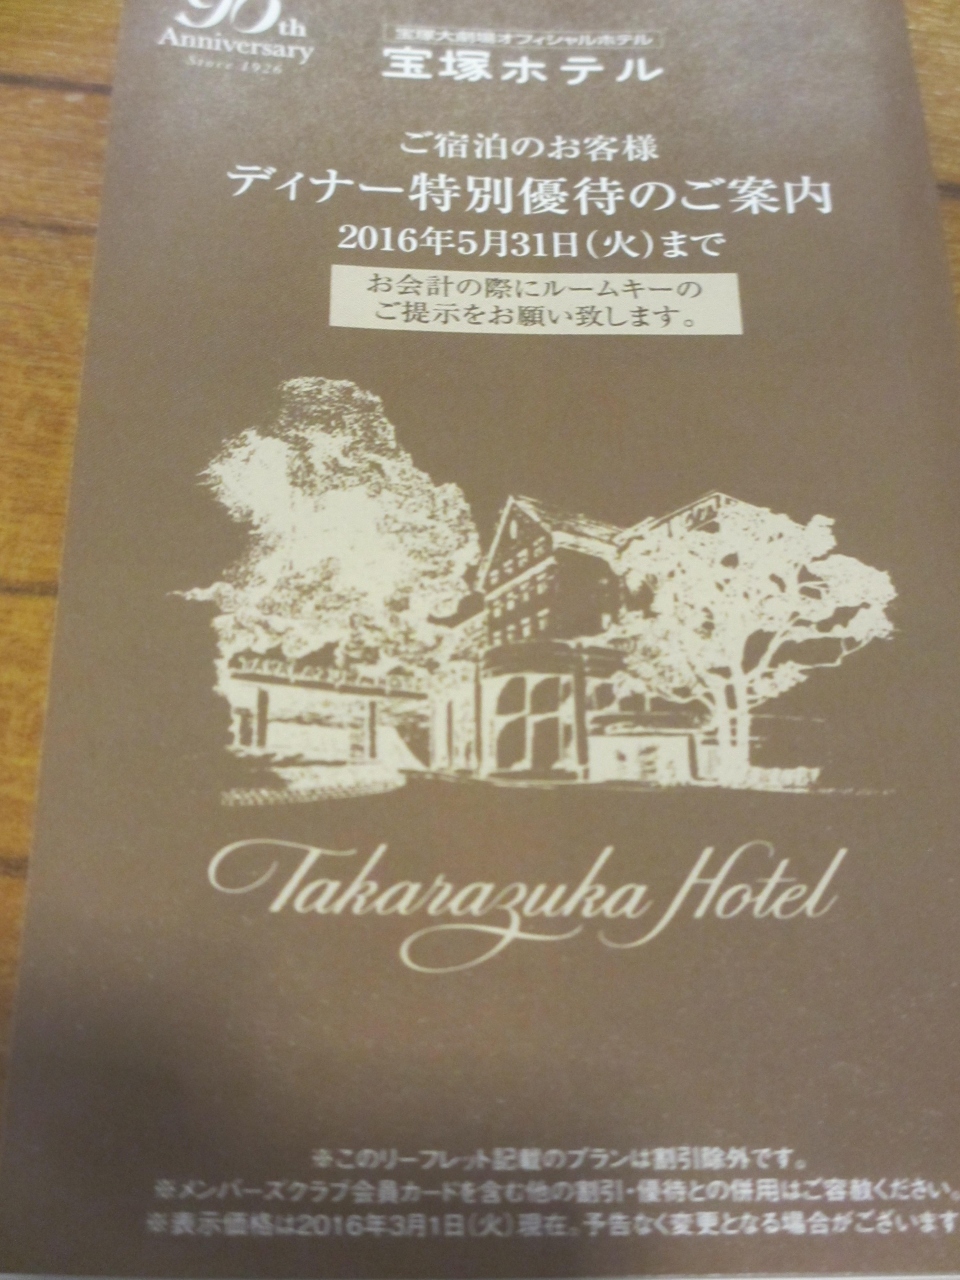 90th
Anniversary
Since 1926
宝塚大劇場オフィシャルホテル
宝塚ホテル
ご宿泊のお客様
ディナー特別優待のご案内
2016年5月31日(火)まで
お会計の際にルームキーの
ご提示をお願い致します。
Takarazuka Hotel
※このリーフレット記載のプランは割引除外です。
※メンバーズクラブ会員カードを含む他の割引・優待との併用はご容赦ください。
※表示価格は2016年3月1日(火)現在。予告なく変更となる場合がございます